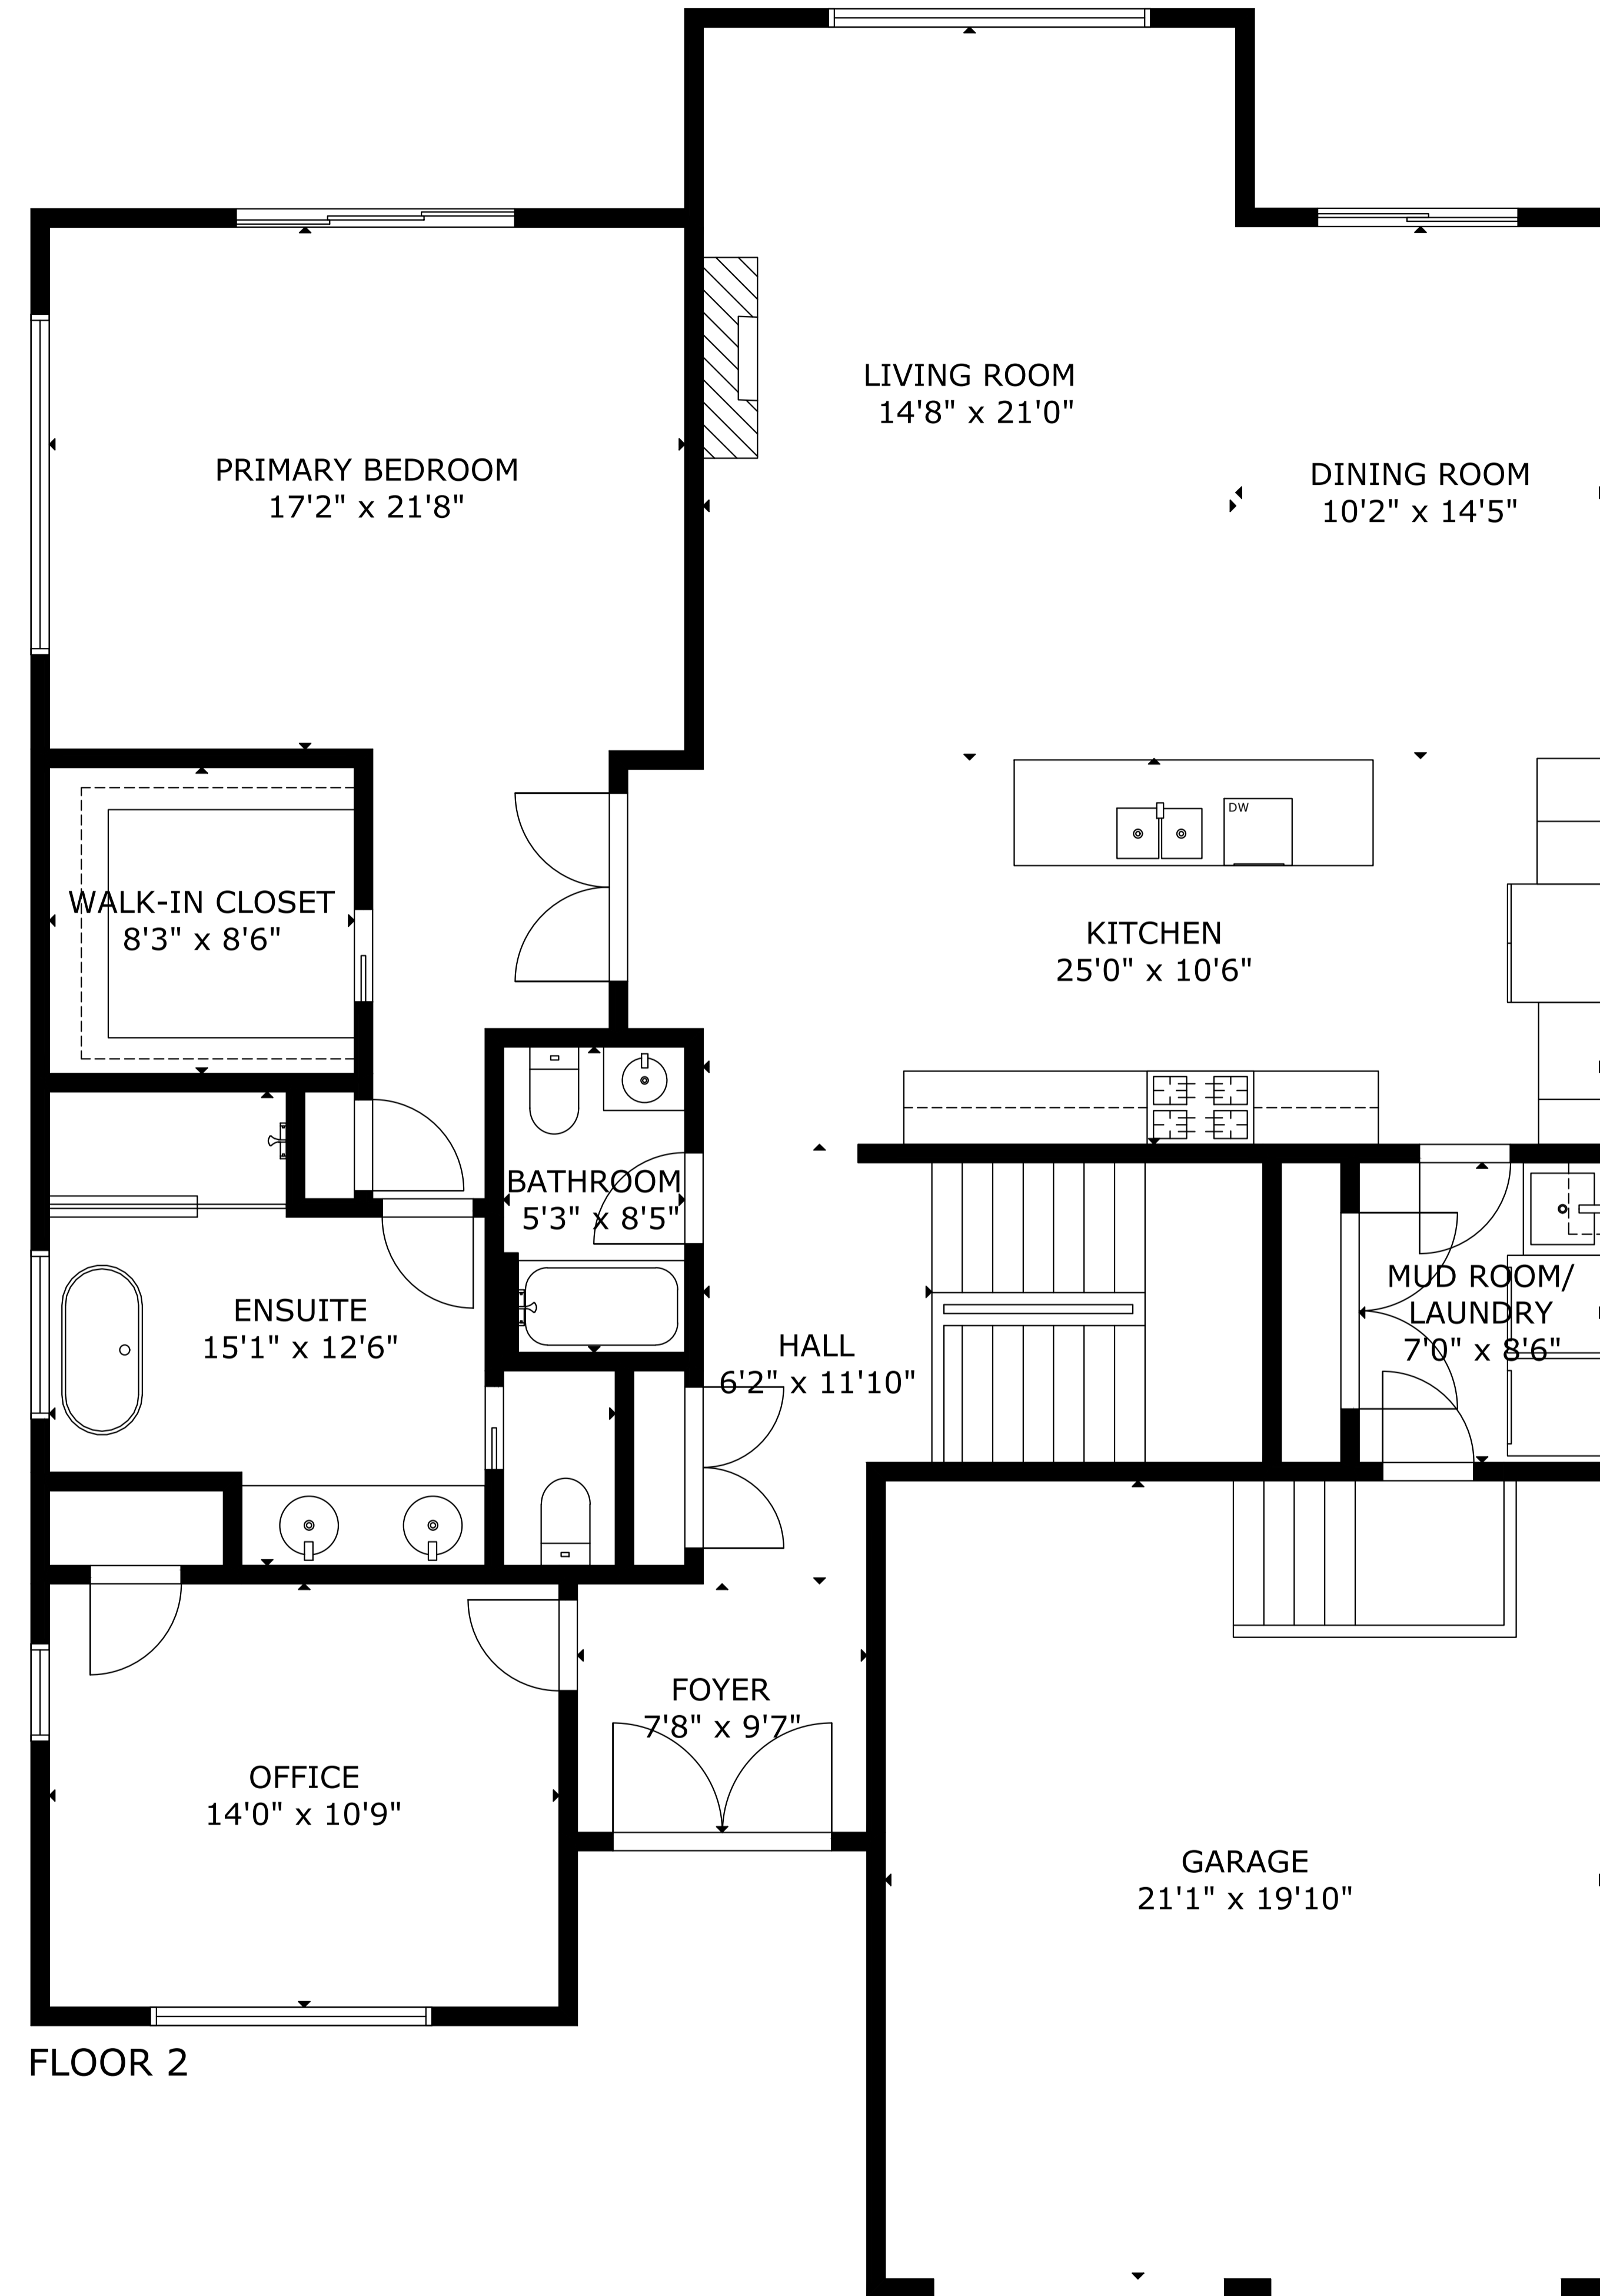 LIVING ROOM
14'8" x 21'0"
PRIMARY BEDROOM
17'2" x 21'8"
DINING ROOM
10'2" x 14'5"
DW
WALK-IN CLOSET
8'3" x 8'6"
KITCHEN
25'0" x 10'6"
BATHROOM
5'3" x 8'5"
ENSUITE
15'1" x 12'6"
HALL
6'2" x 11'10"
MUD ROOM/
LAUNDRY
7'0" x 8'6"
FOYER
7'8" x 9'7"
OFFICE
14'0" x 10'9"
GARAGE
21'1" x 19'10"
FLOOR 2